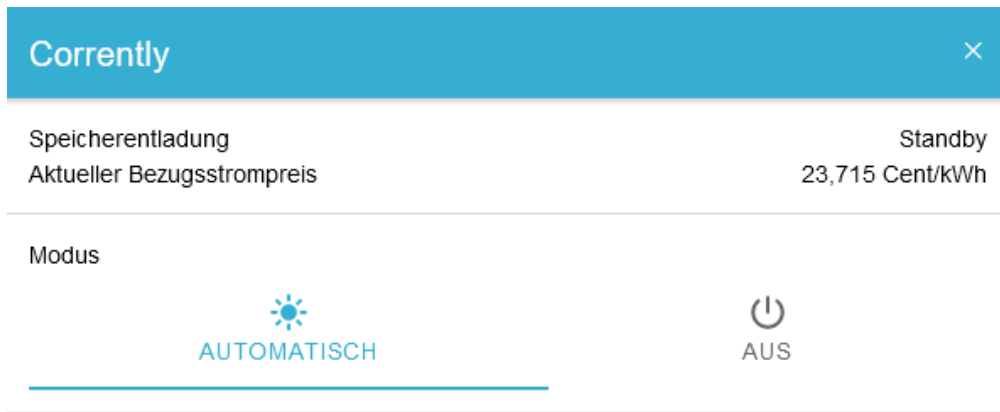 Corrently
Speicherentladung Standby
Aktueller Bezugsstrompreis 23,715 Cent/kWh
Modus
AUTOMATISCH AUS